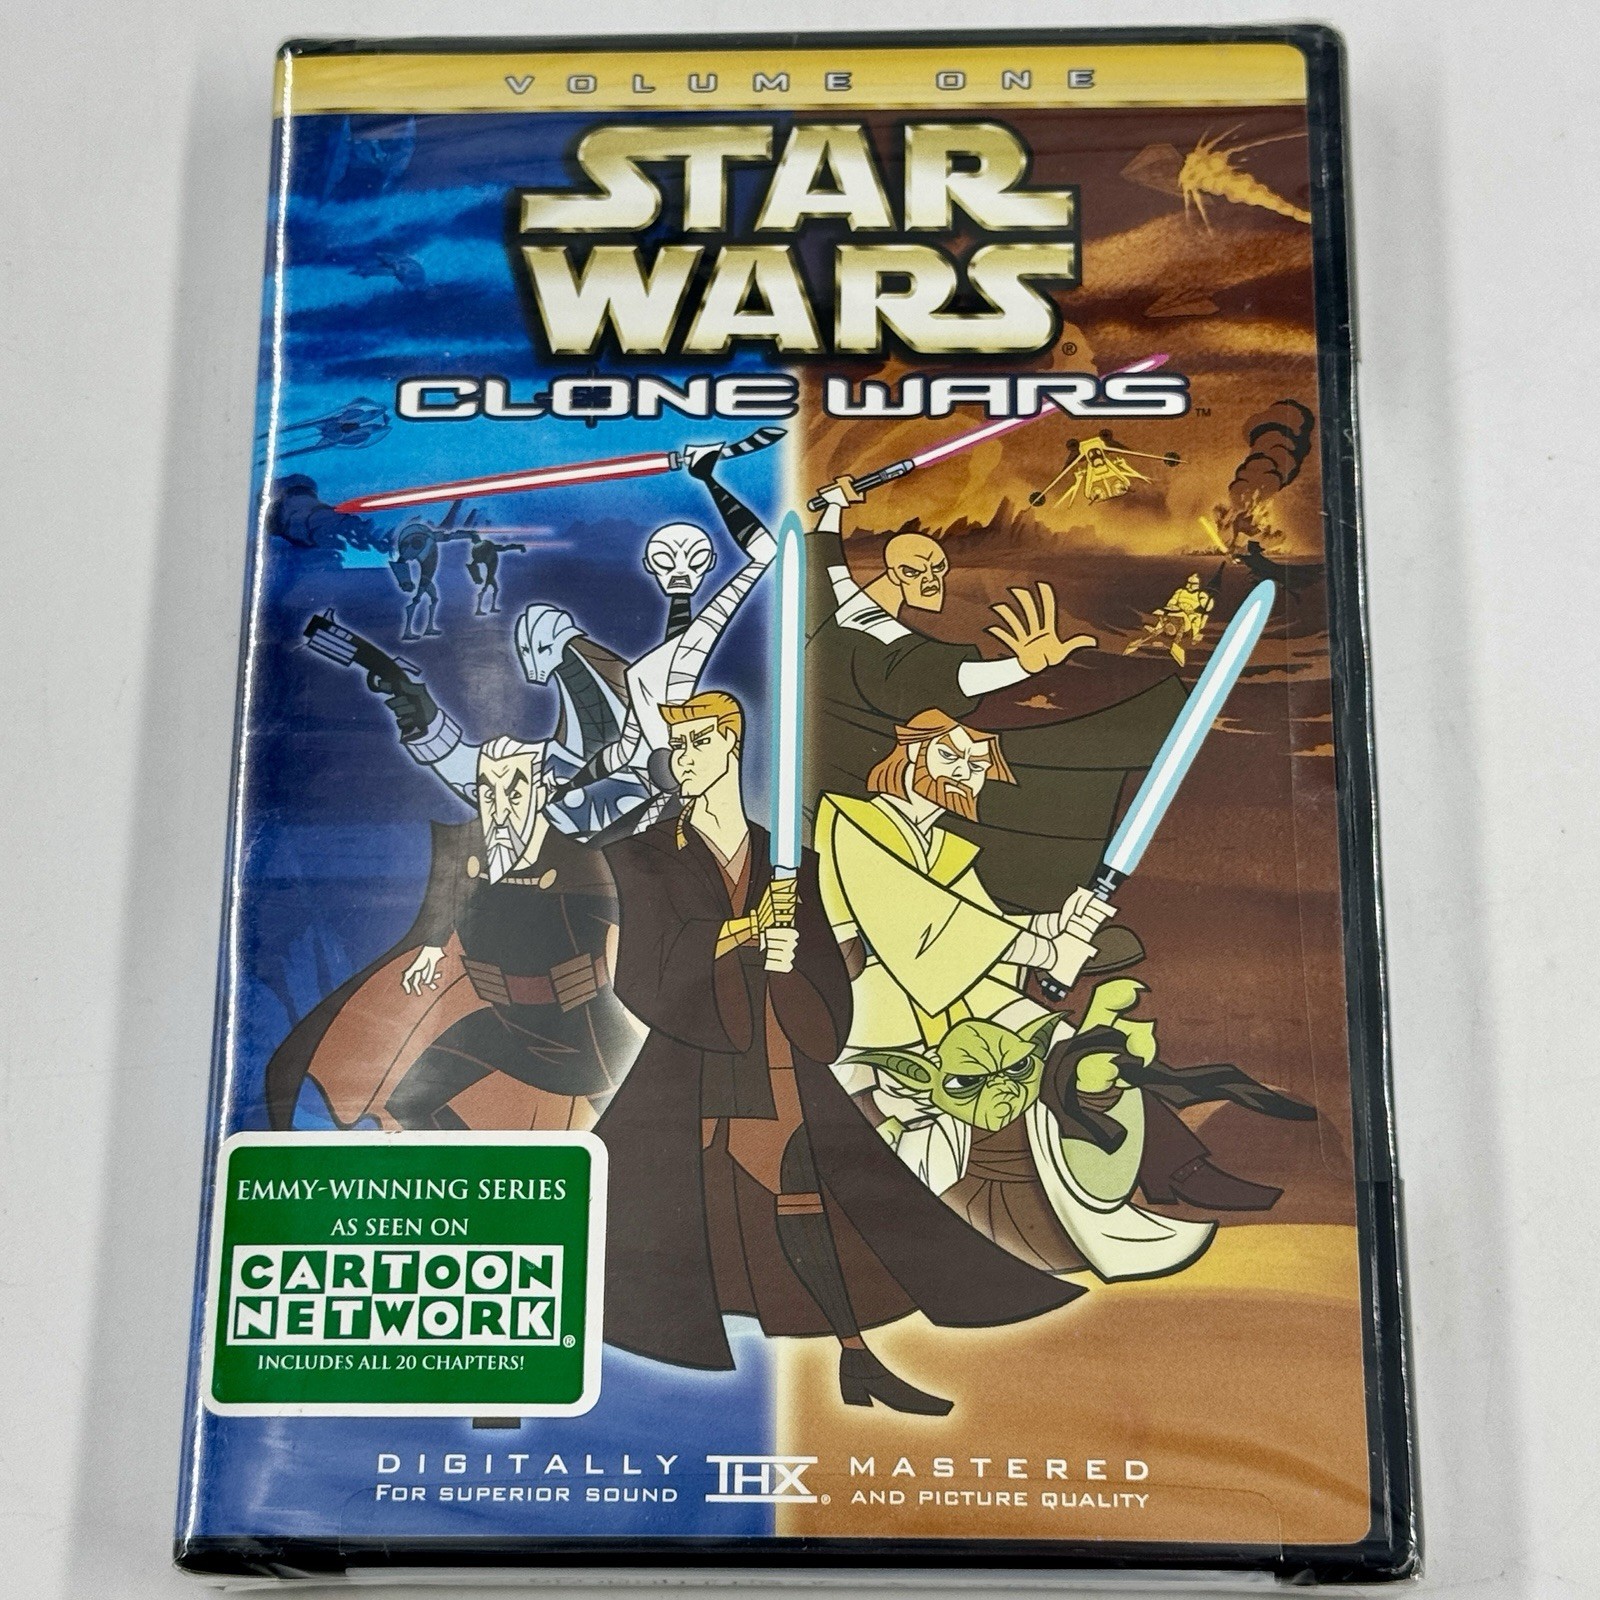 VOLUME ONE
STAR
WARS®
CLONE WARS™
EMMY-WINNING SERIES
AS SEEN ON
CARTOON
NETWORK®
INCLUDES ALL 20 CHAPTERS!
DIGITALLY THX® MASTERED
FOR SUPERIOR SOUND AND PICTURE QUALITY